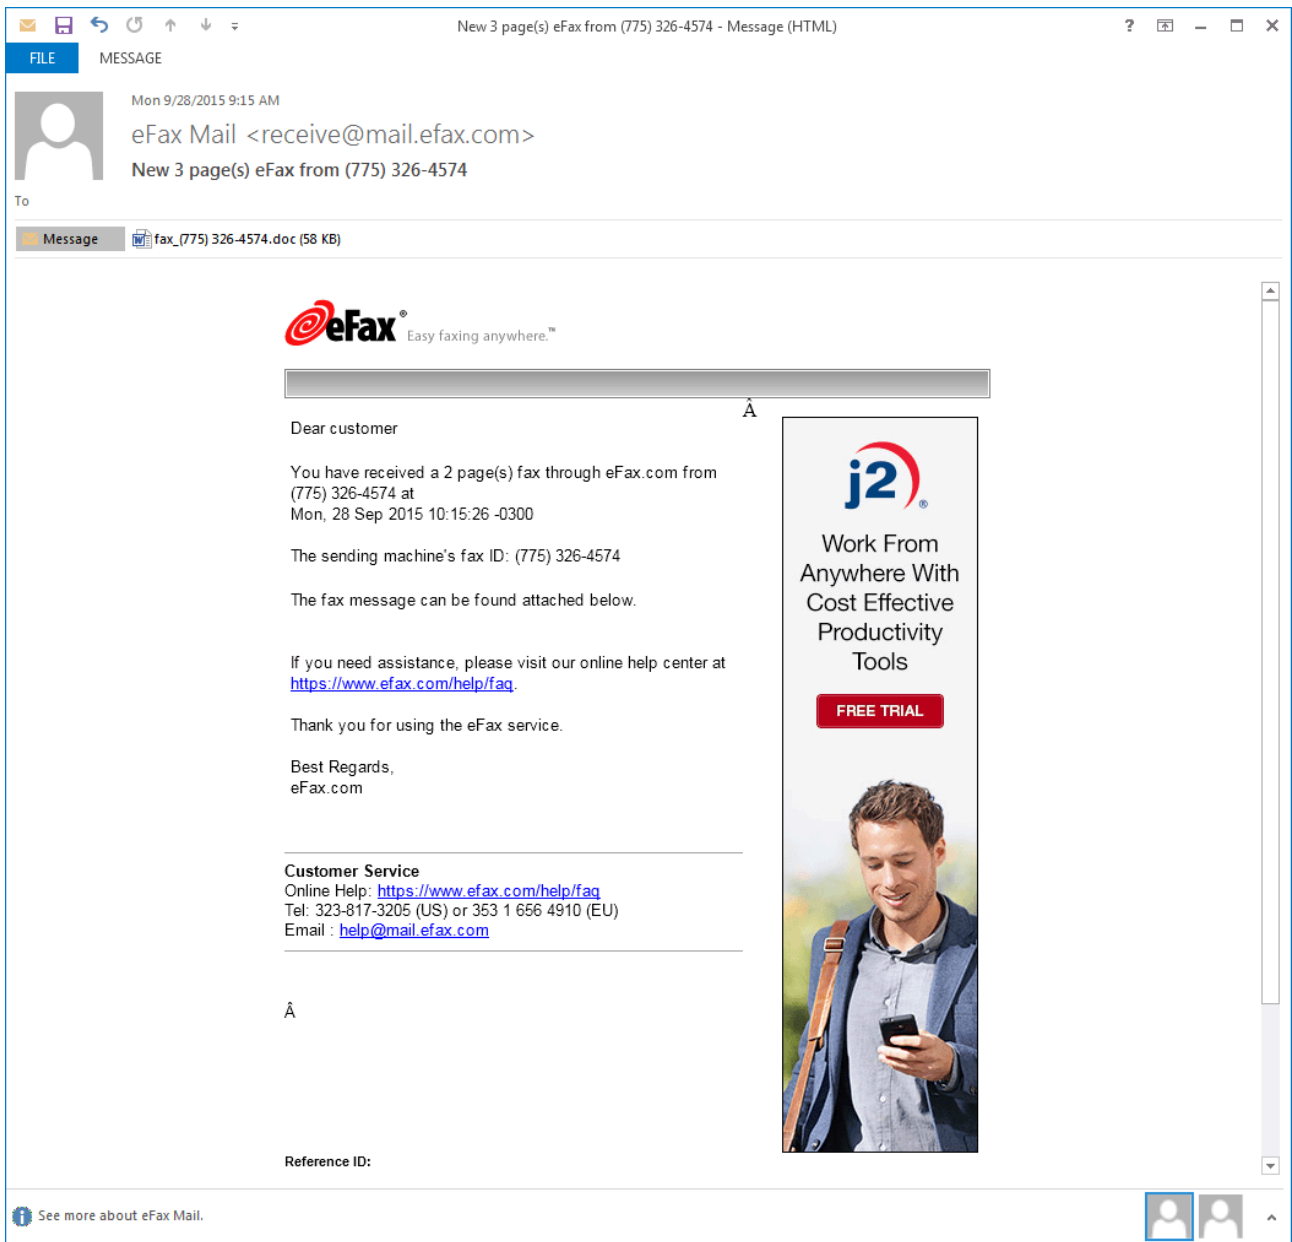 New 3 page(s) eFax from (775) 326-4574 - Message (HTML)
FILE MESSAGE
Mon 9/28/2015 9:15 AM
eFax Mail <receive@mail.efax.com>
New 3 page(s) eFax from (775) 326-4574
To
Message fax_(775) 326-4574.doc (58 KB)
eFax® Easy faxing anywhere.™
Â
Dear customer
You have received a 2 page(s) fax through eFax.com from
(775) 326-4574 at
Mon, 28 Sep 2015 10:15:26 -0300
The sending machine's fax ID: (775) 326-4574
The fax message can be found attached below.
If you need assistance, please visit our online help center at
https://www.efax.com/help/faq.
Thank you for using the eFax service.
Best Regards,
eFax.com
Customer Service
Online Help: https://www.efax.com/help/faq
Tel: 323-817-3205 (US) or 353 1 656 4910 (EU)
Email : help@mail.efax.com
Â
Reference ID:
j2®
Work From
Anywhere With
Cost Effective
Productivity
Tools
FREE TRIAL
See more about eFax Mail.